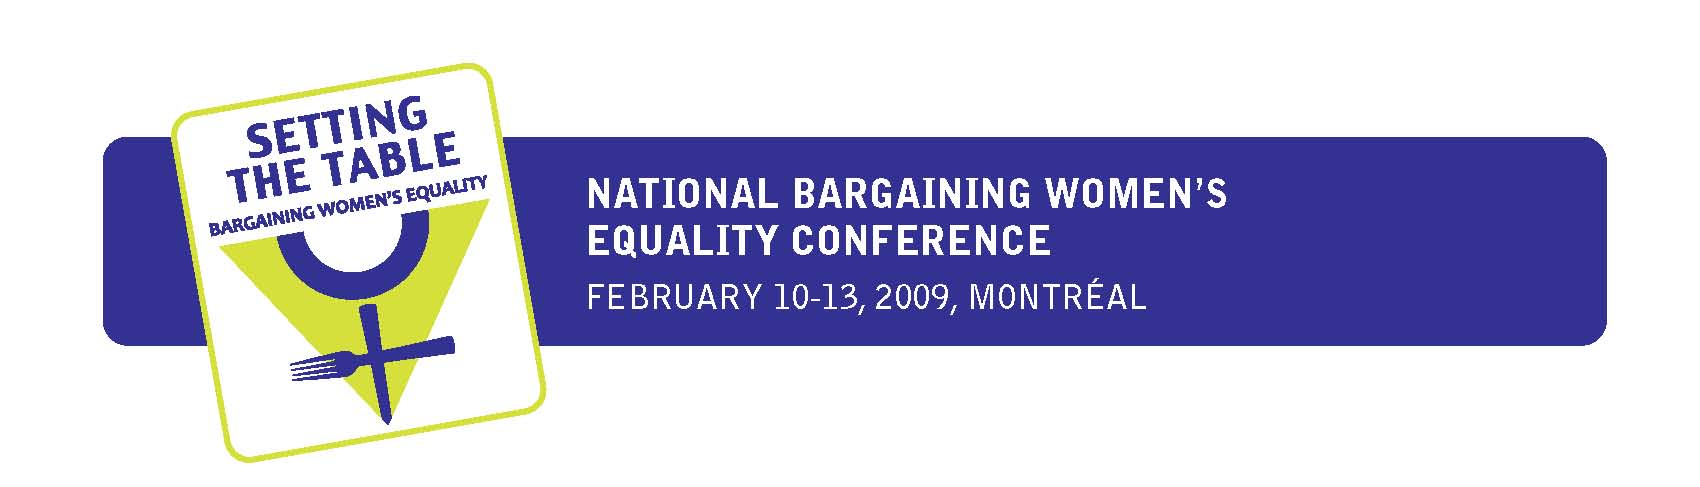 SETTING
THE TABLE
BARGAINING WOMEN'S EQUALITY
NATIONAL BARGAINING WOMEN’S
EQUALITY CONFERENCE
FEBRUARY 10-13, 2009, MONTRÉAL